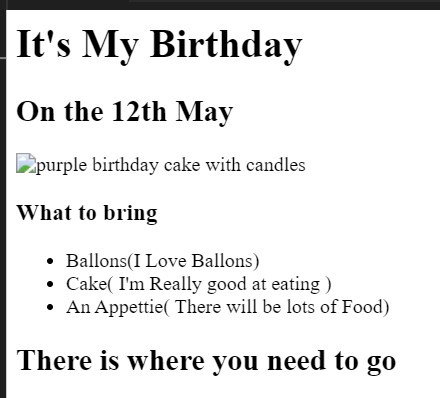 It's My Birthday
On the 12th May
purple birthday cake with candles
What to bring
Ballons(I Love Ballons)
Cake( I'm Really good at eating )
An Appettie( There will be lots of Food)
There is where you need to go